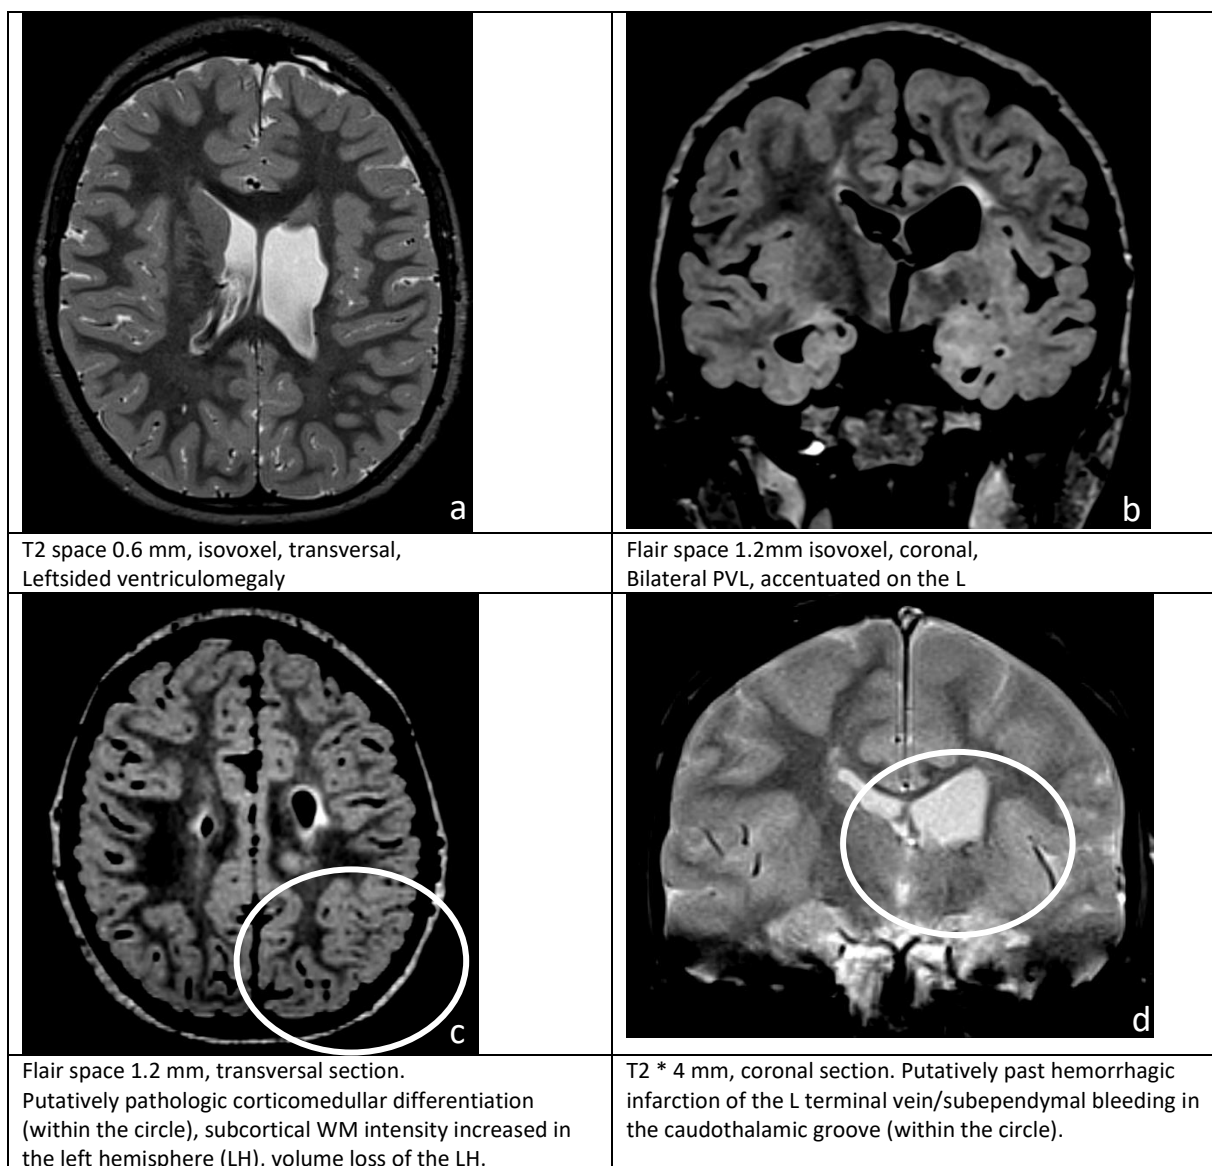 a
b
T2 space 0.6 mm, isovoxel, transversal,
Leftsided ventriculomegaly
Flair space 1.2mm isovoxel, coronal,
Bilateral PVL, accentuated on the L
c
d
Flair space 1.2 mm, transversal section.
Putatively pathologic corticomedullar differentiation
(within the circle), subcortical WM intensity increased in
the left hemisphere (LH), volume loss of the LH.
T2 * 4 mm, coronal section. Putatively past hemorrhagic
infarction of the L terminal vein/subependymal bleeding in
the caudothalamic groove (within the circle).